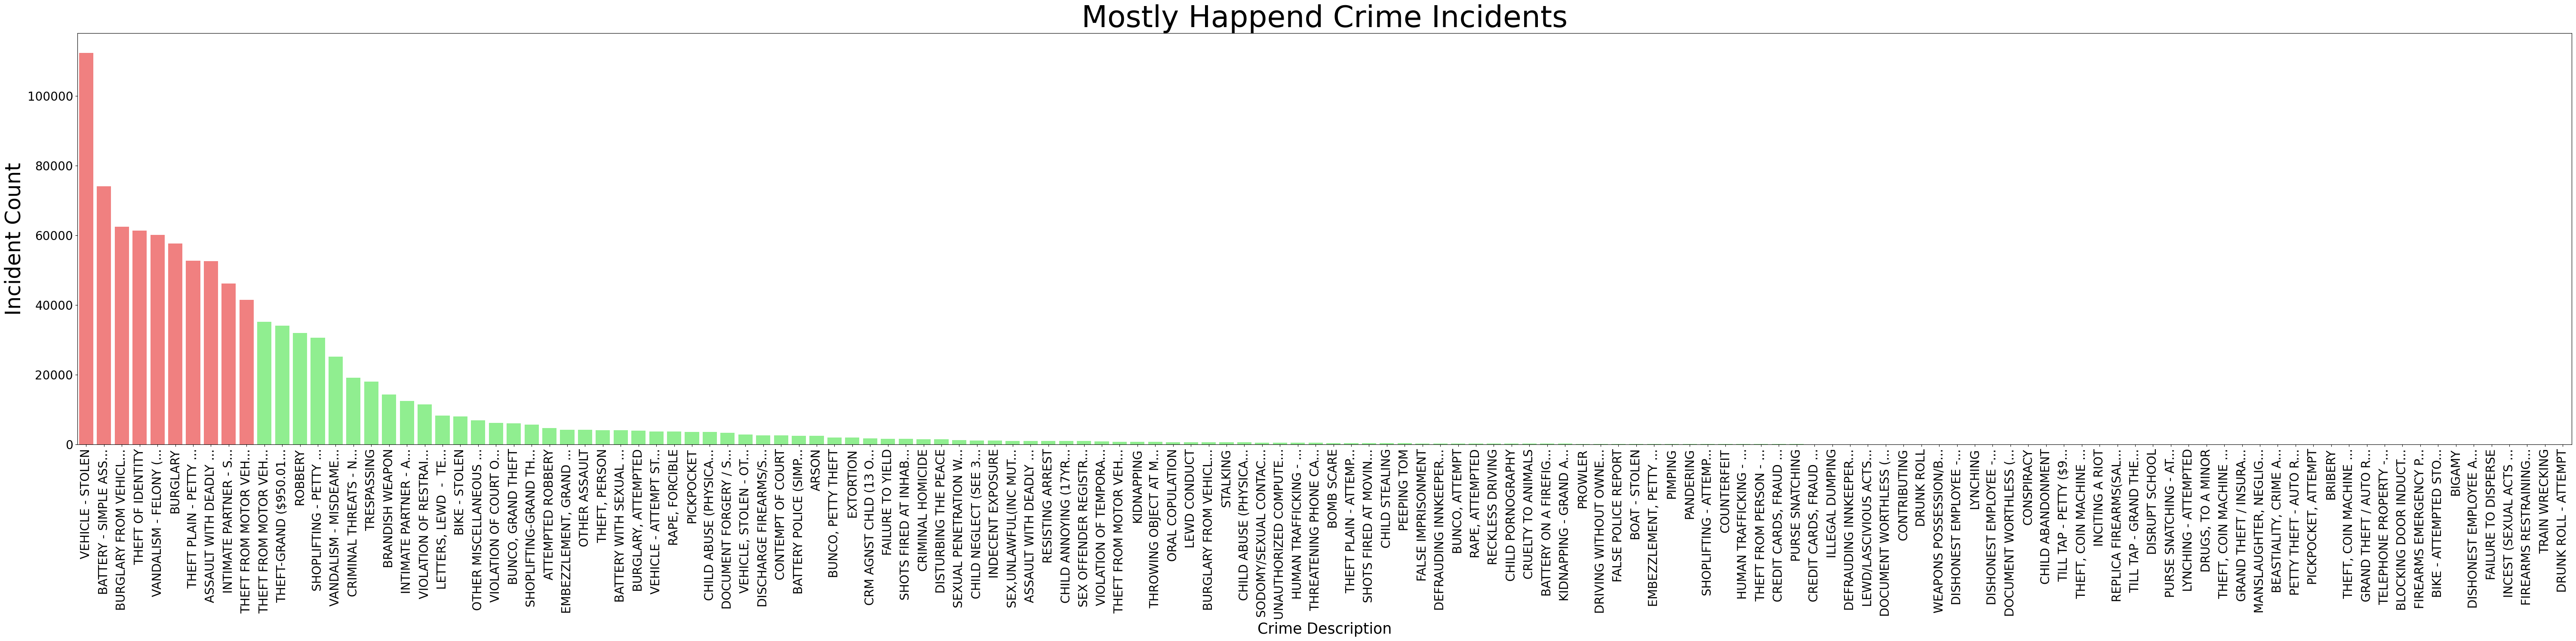 Mostly Happend Crime Incidents
Incident Count
100000
80000
60000
40000
20000
0
VEHICLE - STOLEN
BATTERY - SIMPLE ASS...
BURGLARY FROM VEHICL...
THEFT OF IDENTITY
VANDALISM - FELONY (...
BURGLARY
THEFT PLAIN - PETTY ...
ASSAULT WITH DEADLY ...
INTIMATE PARTNER - S...
THEFT FROM MOTOR VEH...
THEFT FROM MOTOR VEH...
THEFT-GRAND ($950.01...
ROBBERY
SHOPLIFTING - PETTY ...
VANDALISM - MISDEAME...
CRIMINAL THREATS - N...
TRESPASSING
BRANDISH WEAPON
INTIMATE PARTNER - A...
VIOLATION OF RESTRAI...
LETTERS, LEWD  -  TE...
BIKE - STOLEN
OTHER MISCELLANEOUS ...
VIOLATION OF COURT O...
BUNCO, GRAND THEFT
SHOPLIFTING-GRAND TH...
ATTEMPTED ROBBERY
EMBEZZLEMENT, GRAND ...
OTHER ASSAULT
THEFT, PERSON
BATTERY WITH SEXUAL ...
BURGLARY, ATTEMPTED
VEHICLE - ATTEMPT ST...
RAPE, FORCIBLE
PICKPOCKET
CHILD ABUSE (PHYSICA...
DOCUMENT FORGERY / S...
VEHICLE, STOLEN - OT...
DISCHARGE FIREARMS/S...
CONTEMPT OF COURT
BATTERY POLICE (SIMP...
ARSON
BUNCO, PETTY THEFT
EXTORTION
CRM AGNST CHLD (13 O...
FAILURE TO YIELD
SHOTS FIRED AT INHAB...
CRIMINAL HOMICIDE
DISTURBING THE PEACE
SEXUAL PENETRATION W...
CHILD NEGLECT (SEE 3...
INDECENT EXPOSURE
SEX,UNLAWFUL(INC MUT...
ASSAULT WITH DEADLY ...
RESISTING ARREST
CHILD ANNOYING (17YR...
SEX OFFENDER REGISTR...
VIOLATION OF TEMPORA...
THEFT FROM MOTOR VEH...
KIDNAPPING
THROWING OBJECT AT M...
ORAL COPULATION
LEWD CONDUCT
BURGLARY FROM VEHICL...
STALKING
CHILD ABUSE (PHYSICA...
SODOMY/SEXUAL CONTAC...
UNAUTHORIZED COMPUTE...
HUMAN TRAFFICKING - ...
THREATENING PHONE CA...
BOMB SCARE
THEFT PLAIN - ATTEMP...
SHOTS FIRED AT MOVIN...
CHILD STEALING
PEEPING TOM
FALSE IMPRISONMENT
DEFRAUDING INNKEEPER...
BUNCO, ATTEMPT
RAPE, ATTEMPTED
RECKLESS DRIVING
CHILD PORNOGRAPHY
CRUELTY TO ANIMALS
BATTERY ON A FIREFIG...
KIDNAPPING - GRAND A...
PROWLER
DRIVING WITHOUT OWNE...
FALSE POLICE REPORT
BOAT - STOLEN
EMBEZZLEMENT, PETTY ...
PIMPING
PANDERING
SHOPLIFTING - ATTEMP...
COUNTERFEIT
HUMAN TRAFFICKING - ...
THEFT FROM PERSON - ...
CREDIT CARDS, FRAUD ...
PURSE SNATCHING
CREDIT CARDS, FRAUD ...
ILLEGAL DUMPING
DEFRAUDING INNKEEPER...
LEWD/LASCIVIOUS ACTS...
DOCUMENT WORTHLESS (...
CONTRIBUTING
DRUNK ROLL
WEAPONS POSSESSION/B...
DISHONEST EMPLOYEE -...
LYNCHING
DISHONEST EMPLOYEE -...
DOCUMENT WORTHLESS (...
CONSPIRACY
CHILD ABANDONMENT
TILL TAP - PETTY ($9...
THEFT, COIN MACHINE ...
INCITING A RIOT
REPLICA FIREARMS(SAL...
TILL TAP - GRAND THE...
DISRUPT SCHOOL
PURSE SNATCHING - AT...
LYNCHING - ATTEMPTED
DRUGS, TO A MINOR
THEFT, COIN MACHINE ...
GRAND THEFT / INSURA...
MANSLAUGHTER, NEGLIG...
BEASTIALITY, CRIME A...
PETTY THEFT - AUTO R...
PICKPOCKET, ATTEMPT
BRIBERY
THEFT, COIN MACHINE ...
GRAND THEFT / AUTO R...
TELEPHONE PROPERTY -...
BLOCKING DOOR INDUCT...
FIREARMS EMERGENCY P...
BIKE - ATTEMPTED STO...
BIGAMY
DISHONEST EMPLOYEE A...
FAILURE TO DISPERSE
INCEST (SEXUAL ACTS ...
FIREARMS RESTRAINING...
TRAIN WRECKING
DRUNK ROLL - ATTEMPT
Crime Description